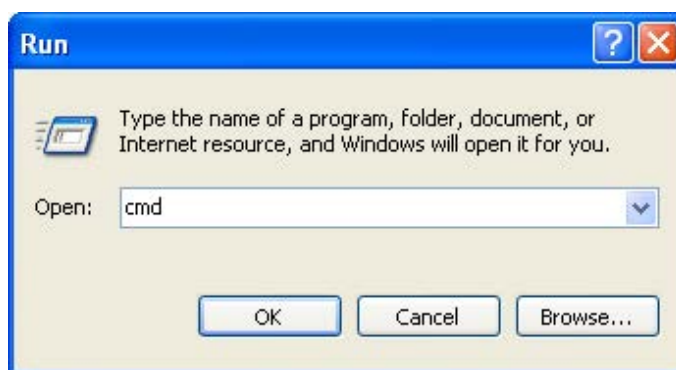 Run
Type the name of a program, folder, document, or
Internet resource, and Windows will open it for you.
Open: cmd
OK Cancel Browse...